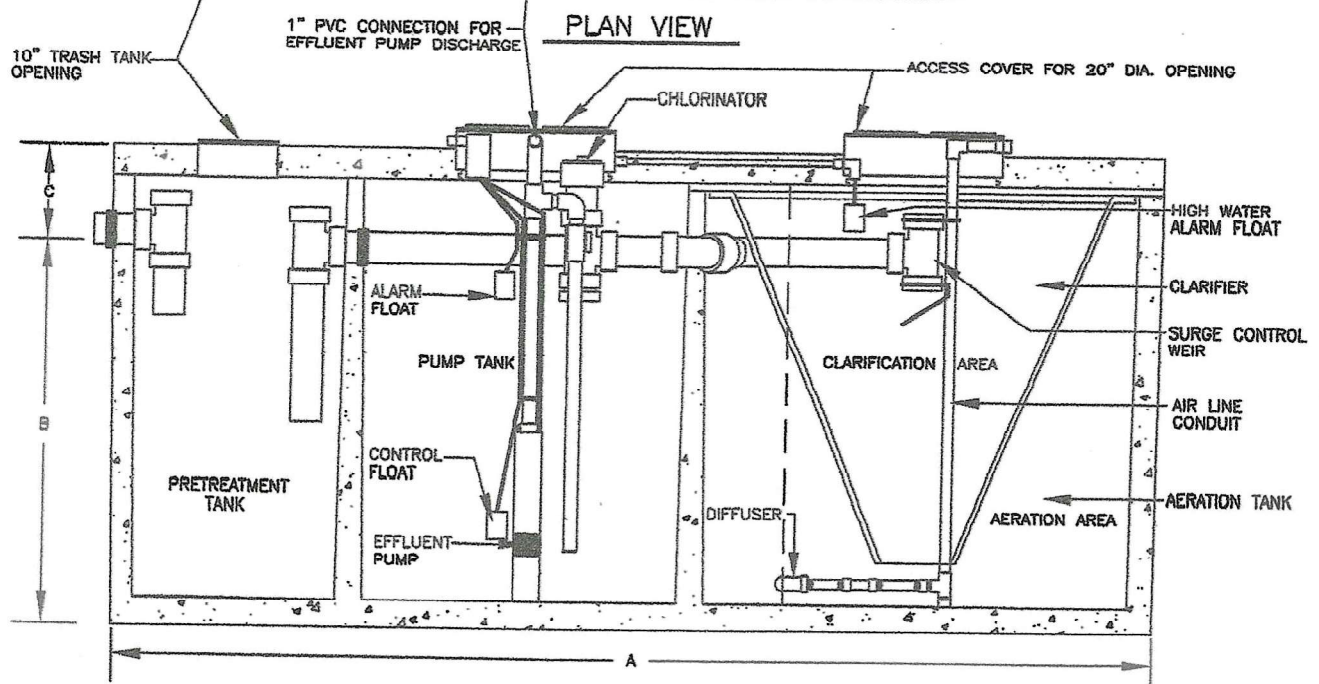 1" PVC CONNECTION FOR
EFFLUENT PUMP DISCHARGE
PLAN VIEW
10" TRASH TANK
OPENING
ACCESS COVER FOR 20" DIA. OPENING
CHLORINATOR
C
HIGH WATER
ALARM FLOAT
ALARM
FLOAT
CLARIFIER
SURGE CONTROL
WEIR
PUMP TANK
CLARIFICATION AREA
AIR LINE
CONDUIT
B
CONTROL
FLOAT
PRETREATMENT
TANK
DIFFUSER
AERATION AREA
AERATION TANK
EFFLUENT
PUMP
A